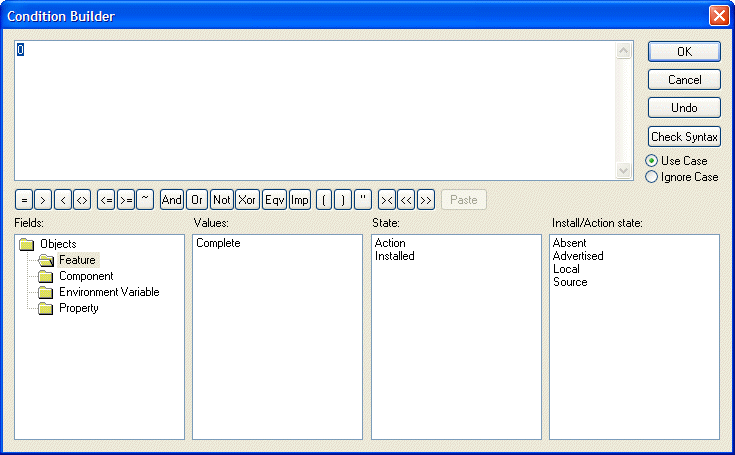 Condition Builder
0
OK
Cancel
Undo
Check Syntax
Use Case
Ignore Case
= > < <> <= >= ~ And Or Not Xor Eqv Imp ( ) " >< << >> Paste
Fields: Values: State: Install/Action state:
Objects Complete Action Absent
Feature Installed Advertised
Component Local
Environment Variable Source
Property